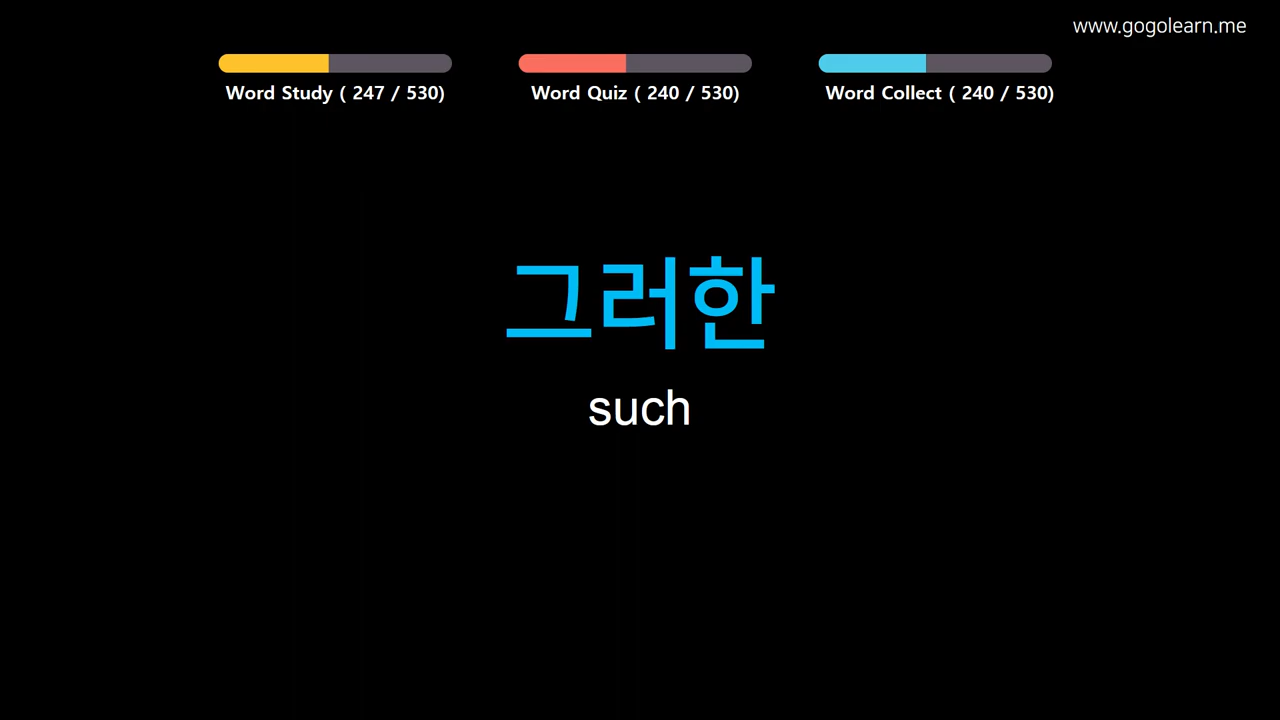 www.gogolearn.me
Word Study ( 247 / 530)
Word Quiz ( 240 / 530)
Word Collect ( 240 / 530)
그러한
such